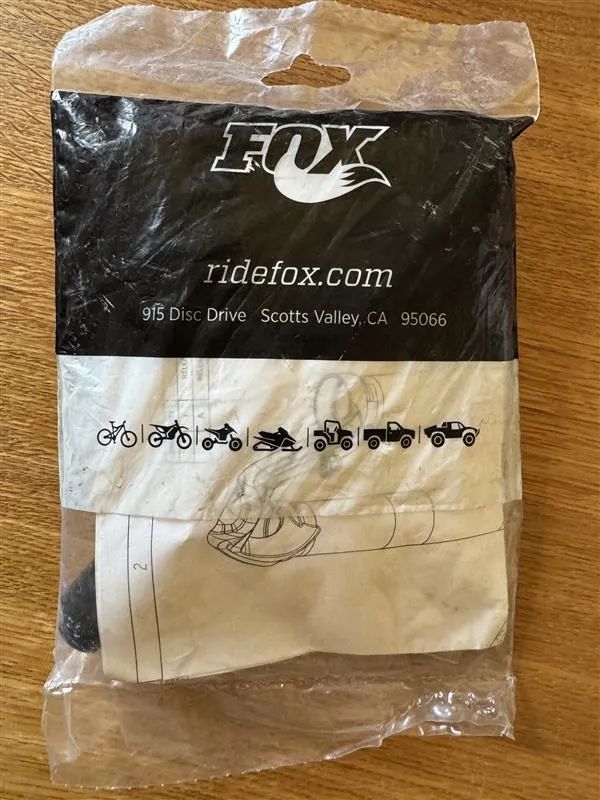 FOX
ridefox.com
915 Disc Drive Scotts Valley, CA 95066
2